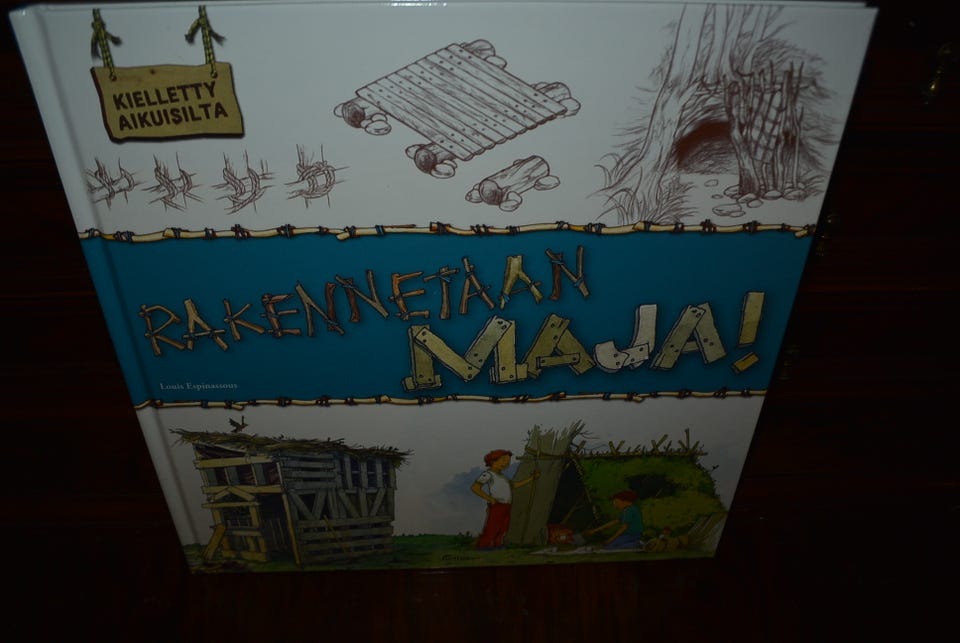 KIELLETTY
AIKUISILTA
RAKENNETAAN
MAJA!
Louis Espinassous